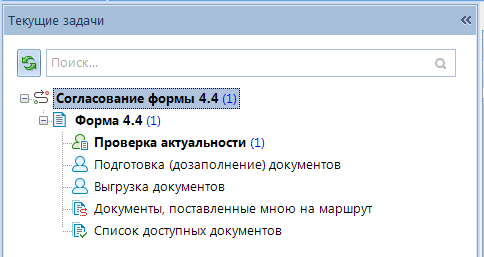 Текущие задачи
Поиск...
Согласование формы 4.4 (1)
Форма 4.4 (1)
Проверка актуальности (1)
Подготовка (дозаполнение) документов
Выгрузка документов
Документы, поставленные мною на маршрут
Список доступных документов